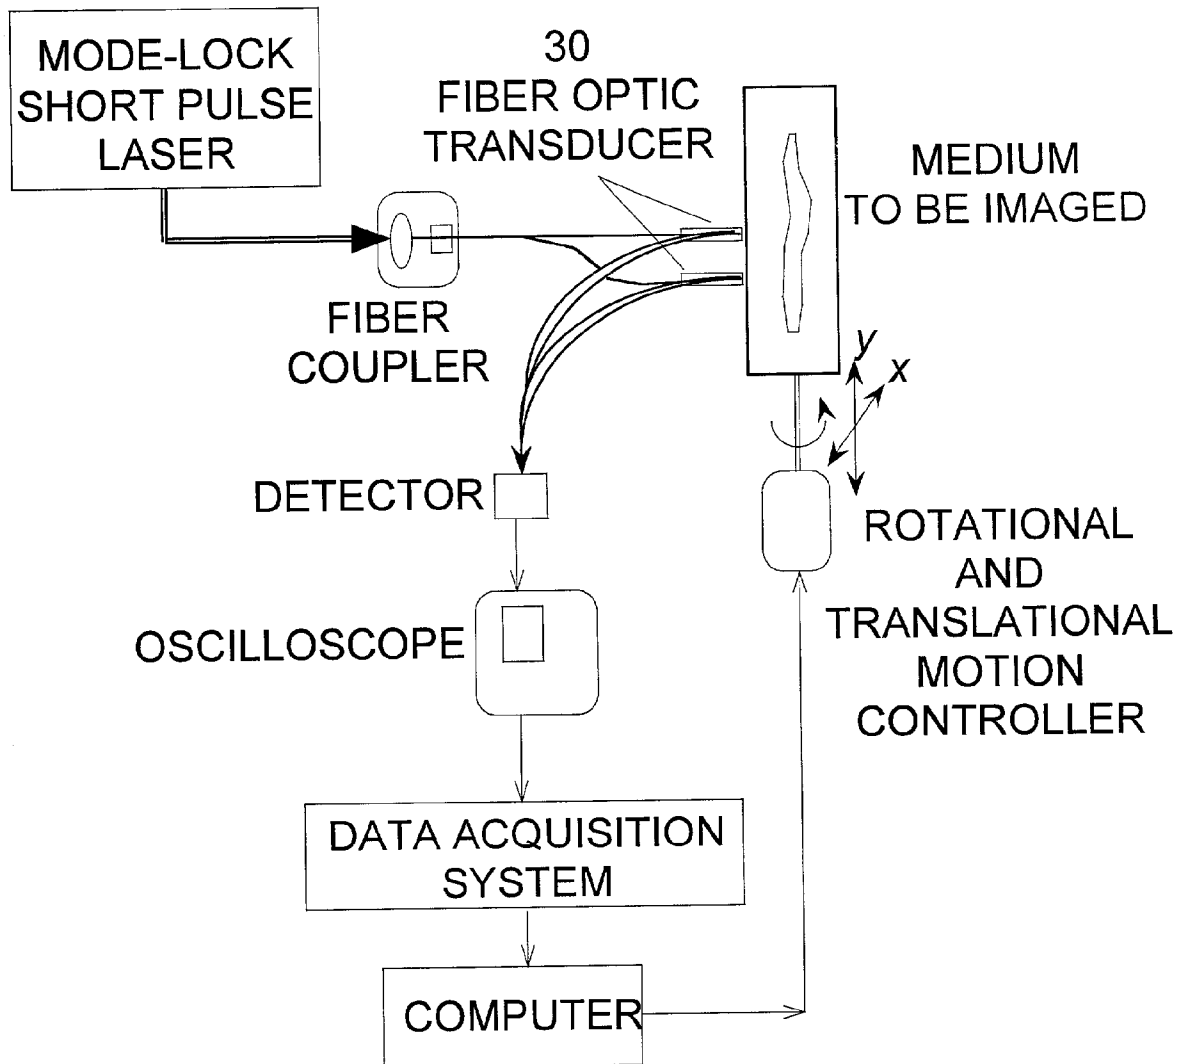 MODE-LOCK
SHORT PULSE
LASER
30
FIBER OPTIC
TRANSDUCER
MEDIUM
TO BE IMAGED
FIBER
COUPLER
y
x
DETECTOR
ROTATIONAL
AND
TRANSLATIONAL
MOTION
CONTROLLER
OSCILLOSCOPE
DATA ACQUISITION
SYSTEM
COMPUTER